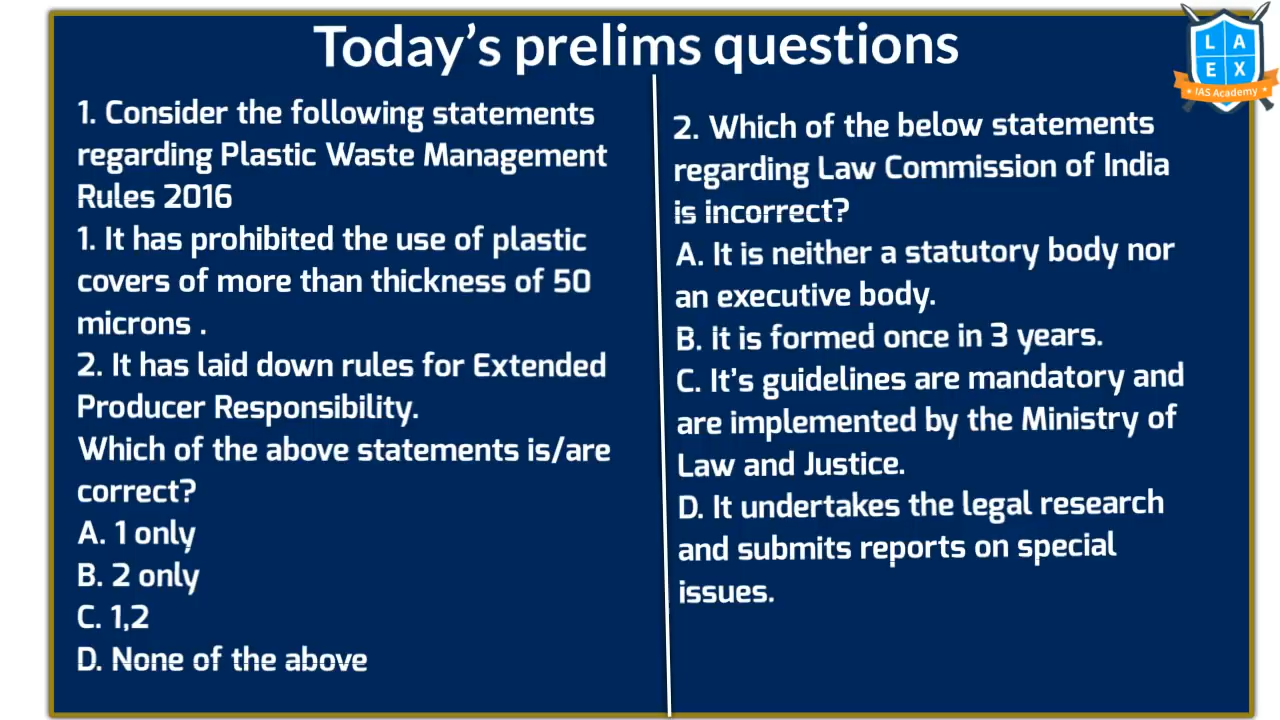 Today's prelims questions
L A
E X
IAS Academy
1. Consider the following statements
regarding Plastic Waste Management
Rules 2016
1. It has prohibited the use of plastic
covers of more than thickness of 50
microns .
2. It has laid down rules for Extended
Producer Responsibility.
Which of the above statements is/are
correct?
A. 1 only
B. 2 only
C. 1,2
D. None of the above
2. Which of the below statements
regarding Law Commission of India
is incorrect?
A. It is neither a statutory body nor
an executive body.
B. It is formed once in 3 years.
C. It's guidelines are mandatory and
are implemented by the Ministry of
Law and Justice.
D. It undertakes the legal research
and submits reports on special
issues.